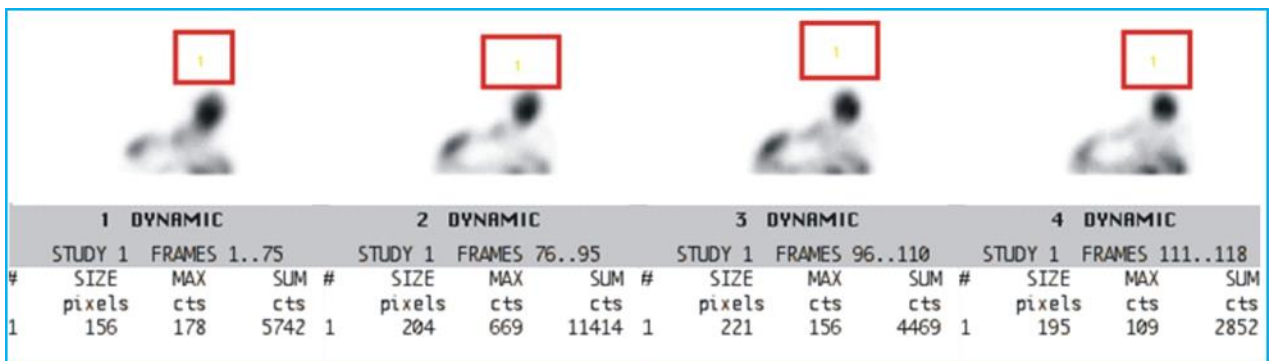 1 1 1 1
1 DYNAMIC 2 DYNAMIC 3 DYNAMIC 4 DYNAMIC
STUDY 1 FRAMES 1..75 STUDY 1 FRAMES 76..95 STUDY 1 FRAMES 96..110 STUDY 1 FRAMES 111..118
# SIZE MAX SUM # SIZE MAX SUM # SIZE MAX SUM # SIZE MAX SUM
pixels cts cts pixels cts cts pixels cts cts pixels cts cts
1 156 178 5742 1 204 669 11414 1 221 156 4469 1 195 109 2852